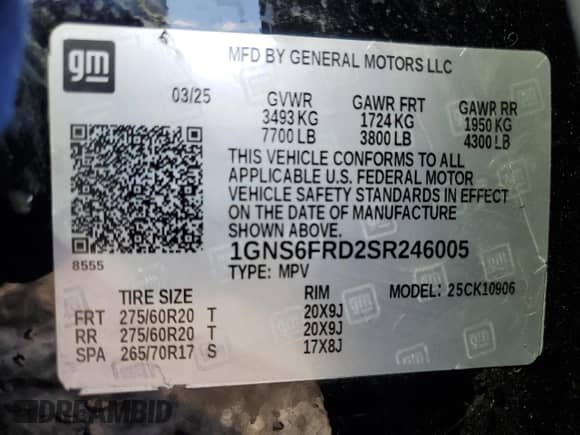 gm
MFD BY GENERAL MOTORS LLC
03/25 GVWR GAWR FRT GAWR RR
3493 KG 1724 KG 1950 KG
7700 LB 3800 LB 4300 LB
THIS VEHICLE CONFORMS TO ALL
APPLICABLE U.S. FEDERAL MOTOR
VEHICLE SAFETY STANDARDS IN EFFECT
ON THE DATE OF MANUFACTURE
SHOWN ABOVE.
8555
1GNS6FRD2SR246005
TYPE: MPV
TIRE SIZE RIM MODEL: 25CK10906
FRT 275/60R20 T 20X9J
RR 275/60R20 T 20X9J
SPA 265/70R17 S 17X8J
DREAMBID